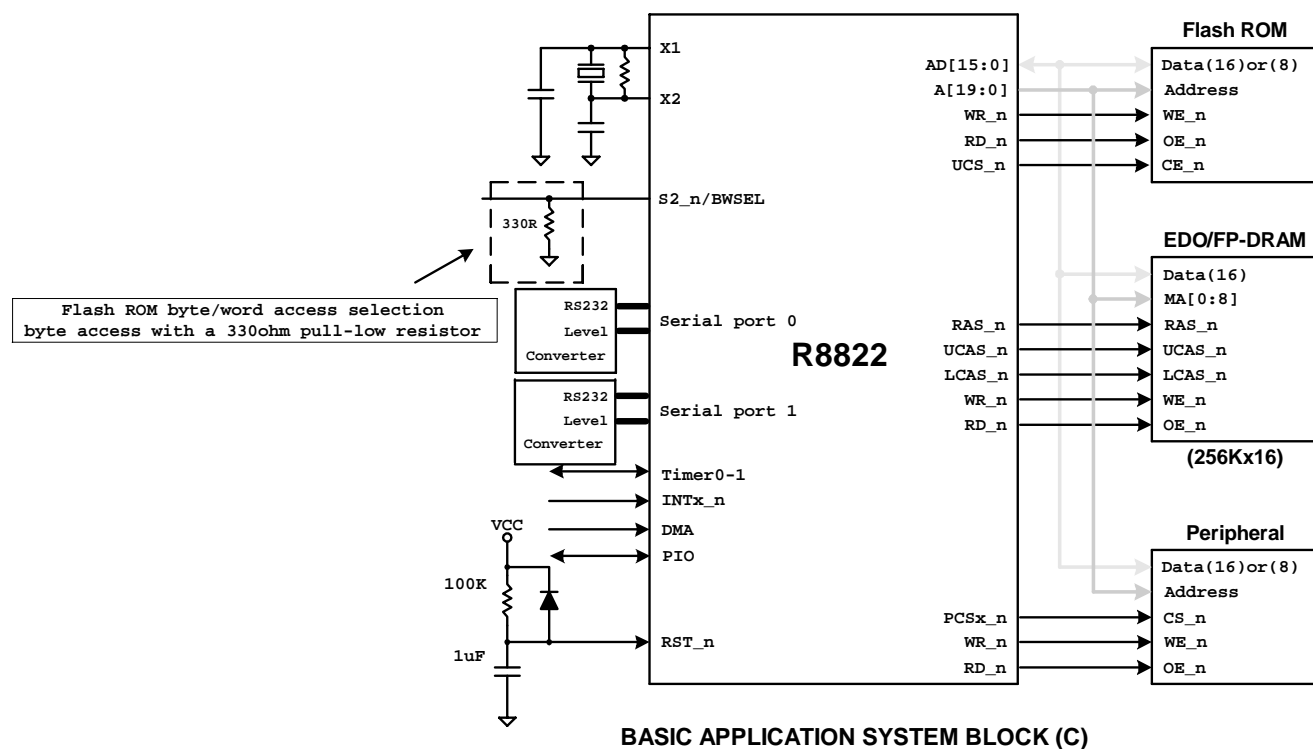 X1
X2
S2_n/BWSEL
330R
Flash ROM byte/word access selection
byte access with a 330ohm pull-low resistor
RS232
Level
Converter
Serial port 0
RS232
Level
Converter
Serial port 1
Timer0-1
INTx_n
DMA
PIO
VCC
100K
1uF
RST_n
R8822
AD[15:0]
A[19:0]
WR_n
RD_n
UCS_n
RAS_n
UCAS_n
LCAS_n
WR_n
RD_n
PCSx_n
WR_n
RD_n
Flash ROM
Data(16)or(8)
Address
WE_n
OE_n
CE_n
EDO/FP-DRAM
Data(16)
MA[0:8]
RAS_n
UCAS_n
LCAS_n
WE_n
OE_n
(256Kx16)
Peripheral
Data(16)or(8)
Address
CS_n
WE_n
OE_n
BASIC APPLICATION SYSTEM BLOCK (C)